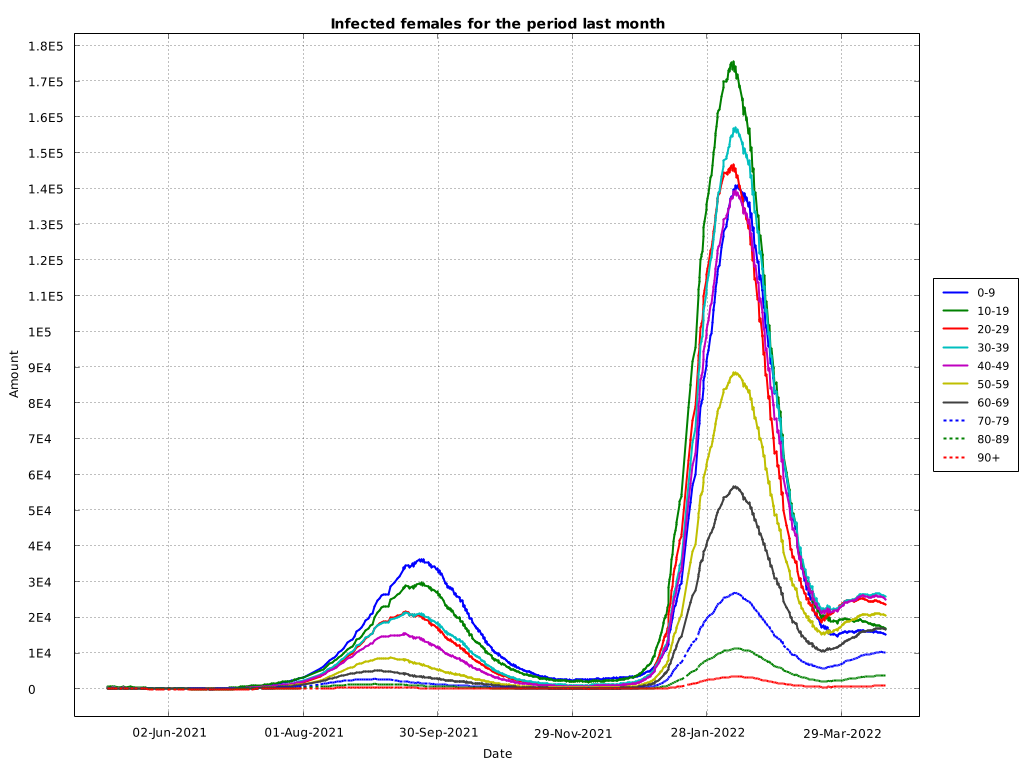 Infected females for the period last month
1.8E5
1.7E5
1.6E5
1.5E5
1.4E5
1.3E5
1.2E5
1.1E5
1E5
9E4
8E4
7E4
6E4
5E4
4E4
3E4
2E4
1E4
0
Amount
02-Jun-2021 01-Aug-2021 30-Sep-2021 29-Nov-2021 28-Jan-2022 29-Mar-2022
Date
0-9
10-19
20-29
30-39
40-49
50-59
60-69
70-79
80-89
90+